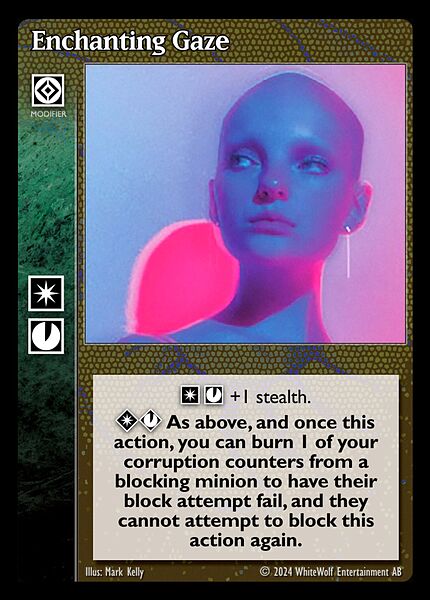 Enchanting Gaze
MODIFIER
+1 stealth.
As above, and once this
action, you can burn 1 of your
corruption counters from a
blocking minion to have their
block attempt fail, and they
cannot attempt to block this
action again.
Illus: Mark Kelly © 2024 WhiteWolf Entertainment AB